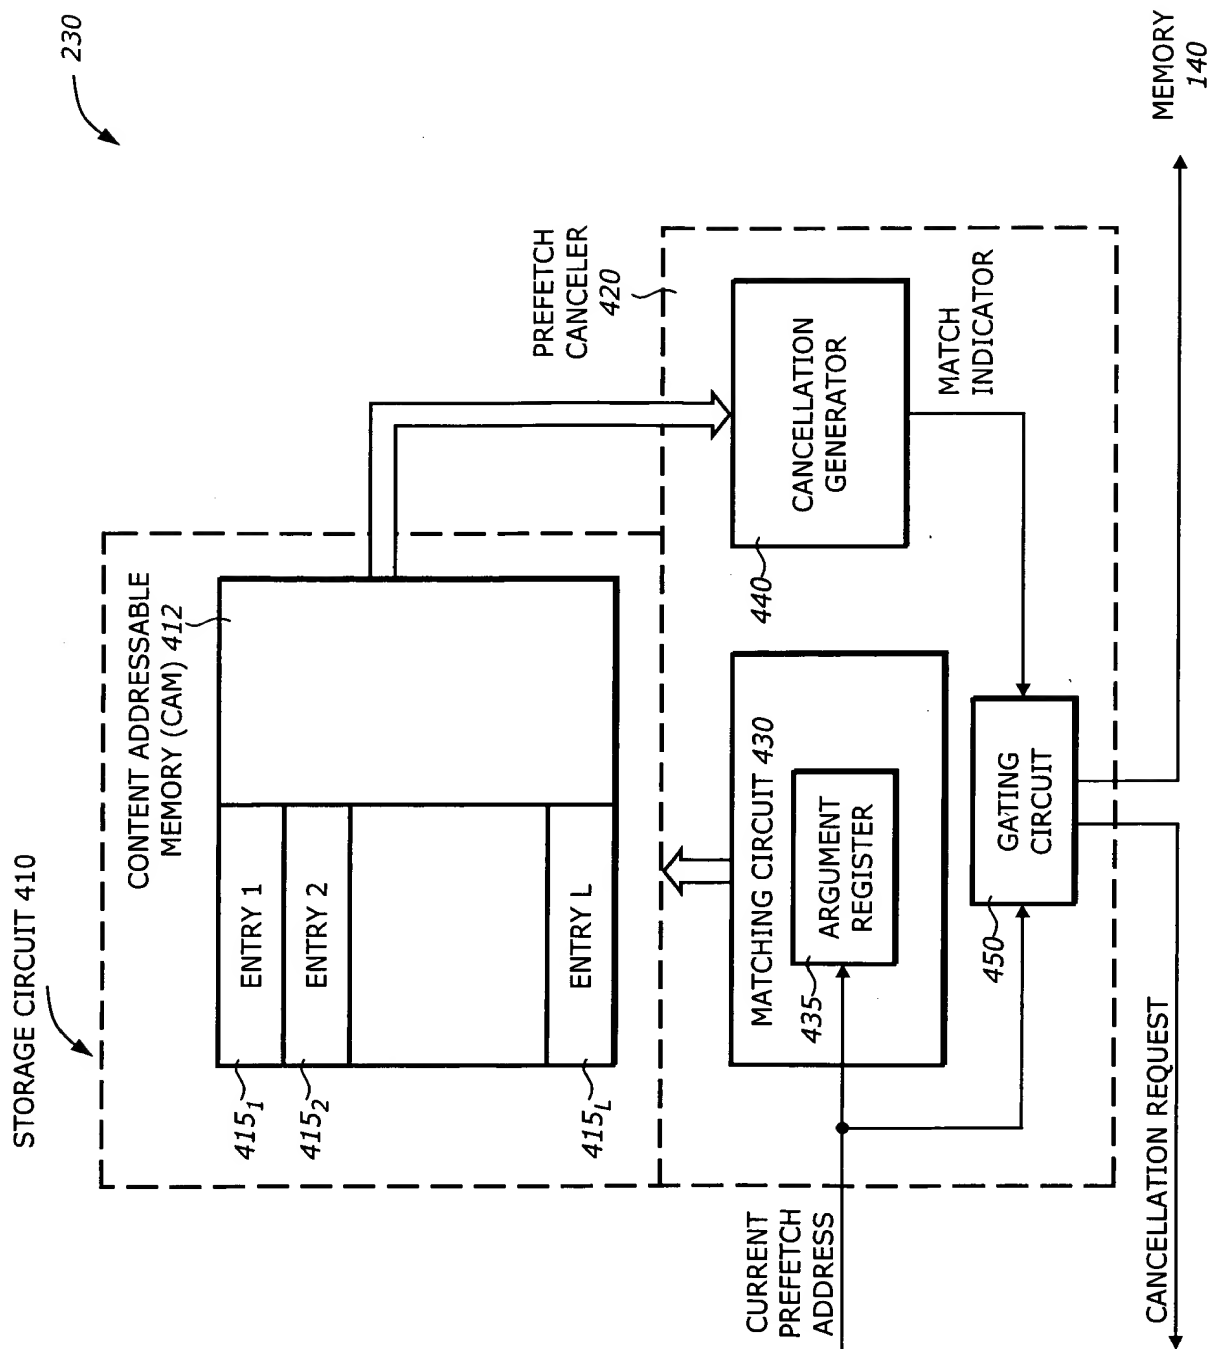 230
STORAGE CIRCUIT 410
CONTENT ADDRESSABLE
MEMORY (CAM) 412
ENTRY 1
ENTRY 2
ENTRY L
415₁
415₂
415L
PREFETCH
CANCELER
420
MATCHING CIRCUIT 430
ARGUMENT
REGISTER
435
CANCELLATION
GENERATOR
440
MATCH
INDICATOR
GATING
CIRCUIT
450
CURRENT
PREFETCH
ADDRESS
CANCELLATION REQUEST
MEMORY
140